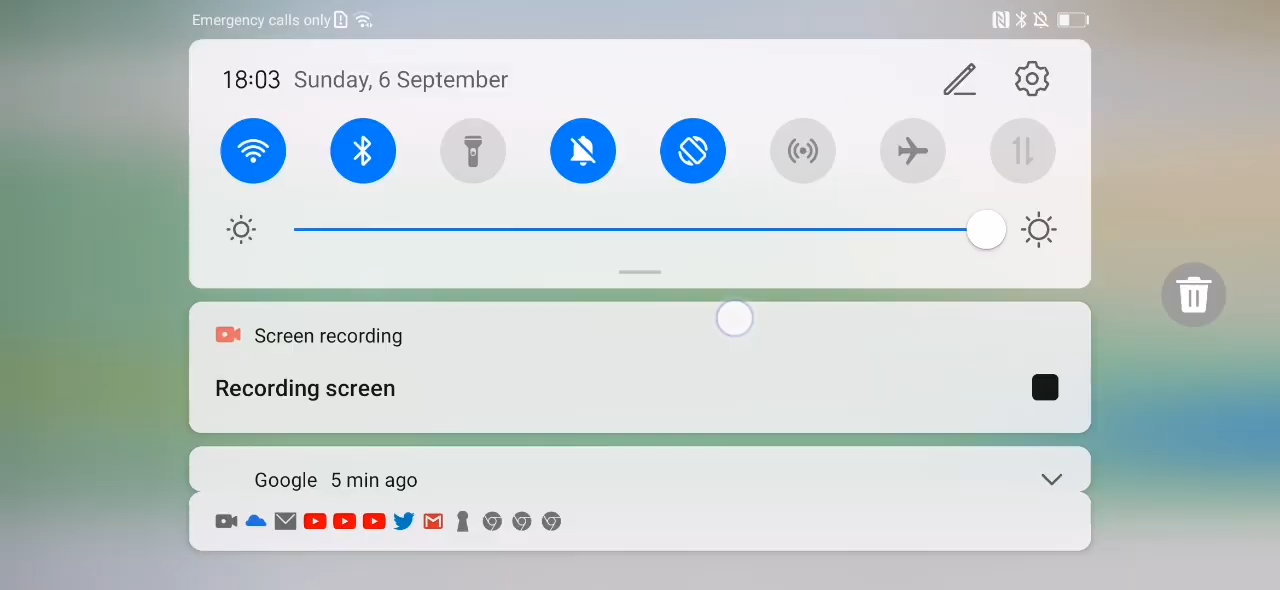 Emergency calls only
18:03 Sunday, 6 September
Screen recording
Recording screen
Google 5 min ago